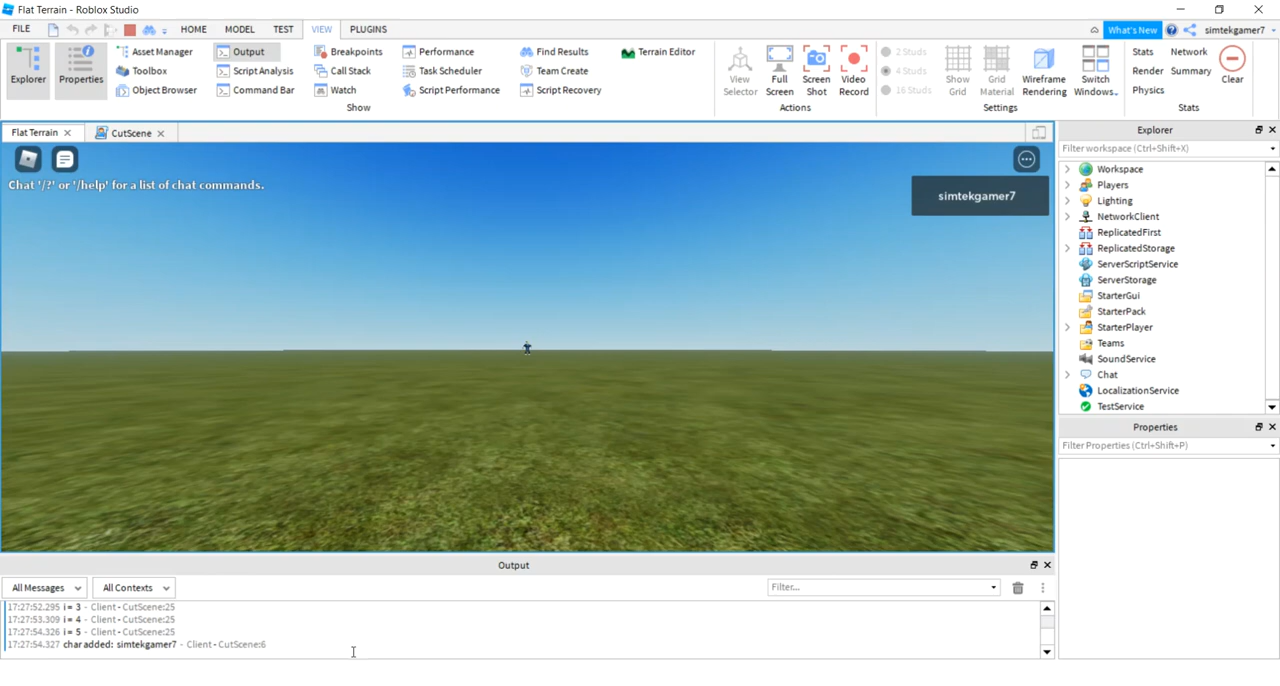 Flat Terrain - Roblox Studio
FILE HOME MODEL TEST VIEW PLUGINS What's New simtekgamer7
Explorer
Properties
Asset Manager
Toolbox
Object Browser
Output
Script Analysis
Command Bar
Breakpoints
Call Stack
Watch
Performance
Task Scheduler
Script Performance
Find Results
Team Create
Script Recovery
Terrain Editor
Show
View Selector
Full Screen
Screen Shot
Video Record
Actions
2 Studs
4 Studs
16 Studs
Show Grid
Grid Material
Wireframe Rendering
Switch Windows
Settings
Stats
Render
Physics
Network
Summary
Clear
Stats
Flat Terrain
CutScene
Chat '/?' or '/help' for a list of chat commands.
simtekgamer7
Explorer
Filter workspace (Ctrl+Shift+X)
Workspace
Players
Lighting
NetworkClient
ReplicatedFirst
ReplicatedStorage
ServerScriptService
ServerStorage
StarterGui
StarterPack
StarterPlayer
Teams
SoundService
Chat
LocalizationService
TestService
Properties
Filter Properties (Ctrl+Shift+P)
Output
All Messages All Contexts Filter...
17:27:52.295 i= 3 - Client - CutScene:25
17:27:53.309 i= 4 - Client - CutScene:25
17:27:54.326 i= 5 - Client - CutScene:25
17:27:54.327 char added: simtekgamer7 - Client - CutScene:6